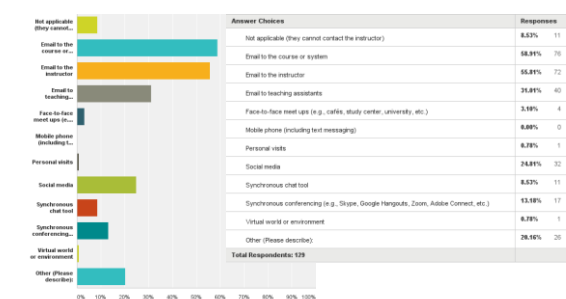 Not applicable
(they cannot...
Email to the
course or...
Email to the
instructor
Email to
teaching...
Face-to-face
meet ups (e....
Mobile phone
(including t...
Personal visits
Social media
Synchronous
chat tool
Synchronous
conferencing...
Virtual world
or environment
Other (Please
describe):
0% 10% 20% 30% 40% 50% 60% 70% 80% 90% 100%
Answer Choices Responses
Not applicable (they cannot contact the instructor) 8.53% 11
Email to the course or system 58.91% 76
Email to the instructor 55.81% 72
Email to teaching assistants 31.01% 40
Face-to-face meet ups (e.g., cafés, study center, university, etc.) 3.10% 4
Mobile phone (including text messaging) 0.00% 0
Personal visits 0.78% 1
Social media 24.81% 32
Synchronous chat tool 8.53% 11
Synchronous conferencing (e.g., Skype, Google Hangouts, Zoom, Adobe Connect, etc.) 13.18% 17
Virtual world or environment 0.78% 1
Other (Please describe): 20.16% 26
Total Respondents: 129